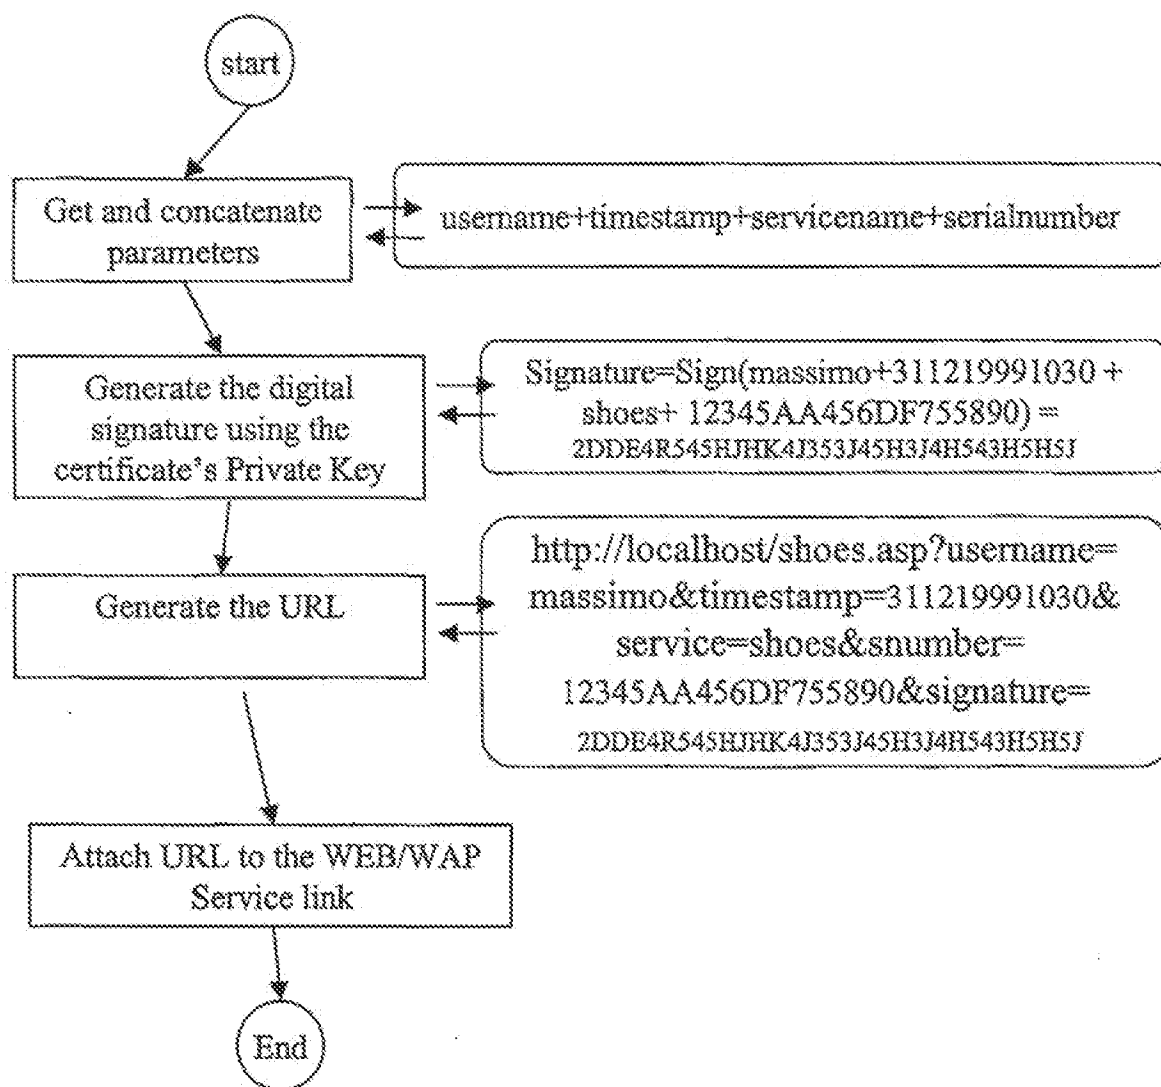 start
Get and concatenate
parameters
username+timestamp+servicename+serialnumber
Generate the digital
signature using the
certificate's Private Key
Signature=Sign(massimo+311219991030 +
shoes+ 12345AA456DF755890) =
2DDE4R545HJHK4J353J45H3J4H543H5H5J
Generate the URL
http://localhost/shoes.asp?username=
massimo&timestamp=311219991030&
service=shoes&snumber=
12345AA456DF755890&signature=
2DDE4R545HJHK4J353J45H3J4H543H5H5J
Attach URL to the WEB/WAP
Service link
End